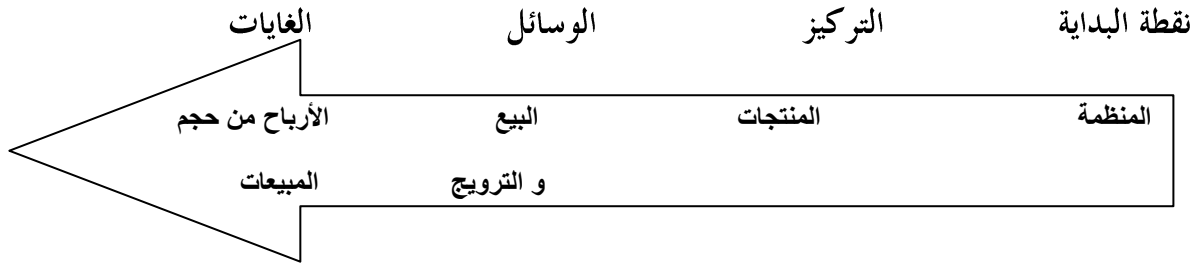 نقطة البداية التركيز الوسائل الغايات
المنظمة المنتجات البيع الأرباح من حجم
و الترويج المبيعات